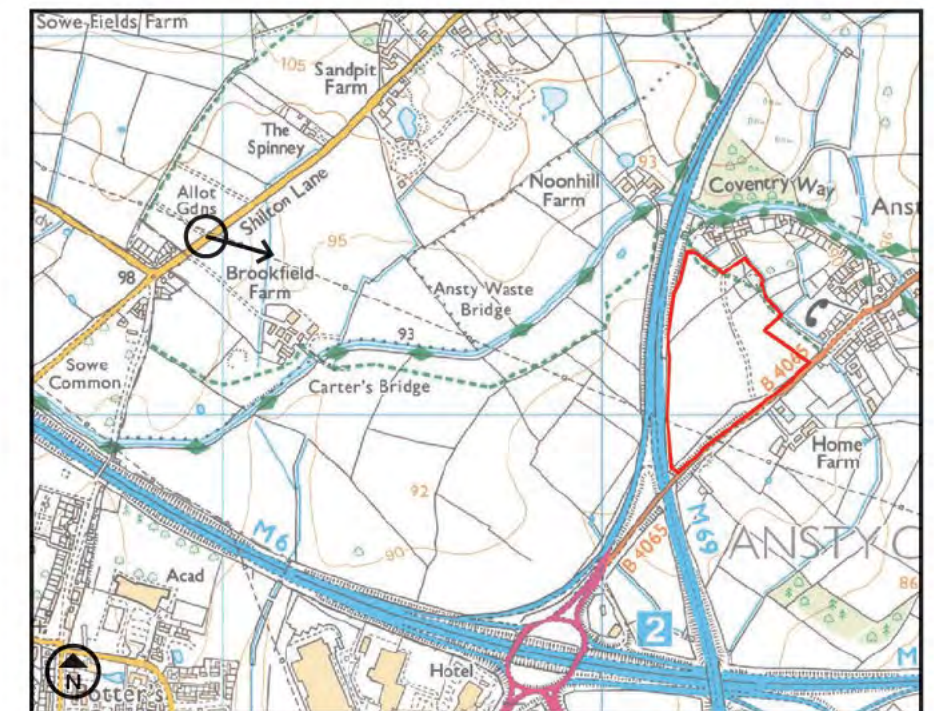 Sowe Fields Farm
105
Sandpit
Farm
The
Spinney
Noonhill
Farm
93
Coventry Way
Allot
Gdns
Shilton Lane
95
98
Brookfield
Farm
Ansty Waste
Bridge
93
Sowe
Common
Carter's Bridge
B 4065
Home
Farm
92
90
M6
M69
B 4065
ANSTY
86
Acad
2
Hotel
M
N